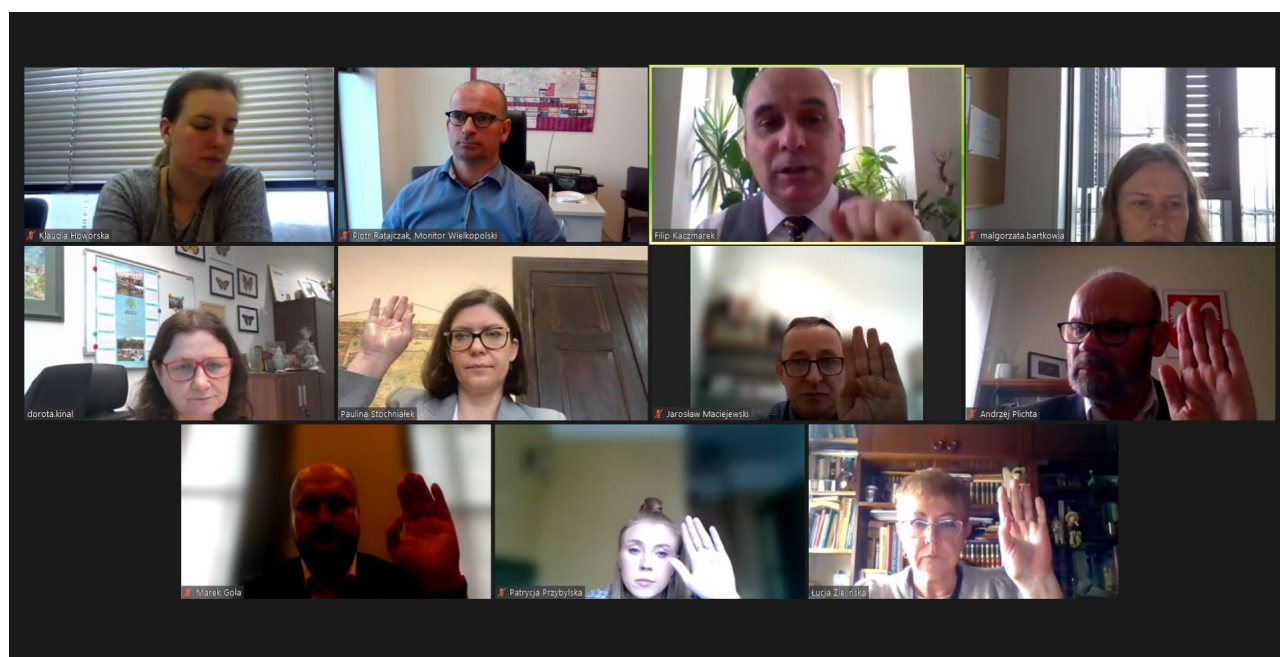 Klaudia Howorska
Piotr Ratajczak, Monitor Wielkopolski
Filip Kaczmarek
malgorzata.bartkowia
dorota.kinal
Paulina Stochniałek
Jarosław Maciejewski
Andrzej Plichta
Marek Gola
Patrycja Przybylska
Łucja Zielińska